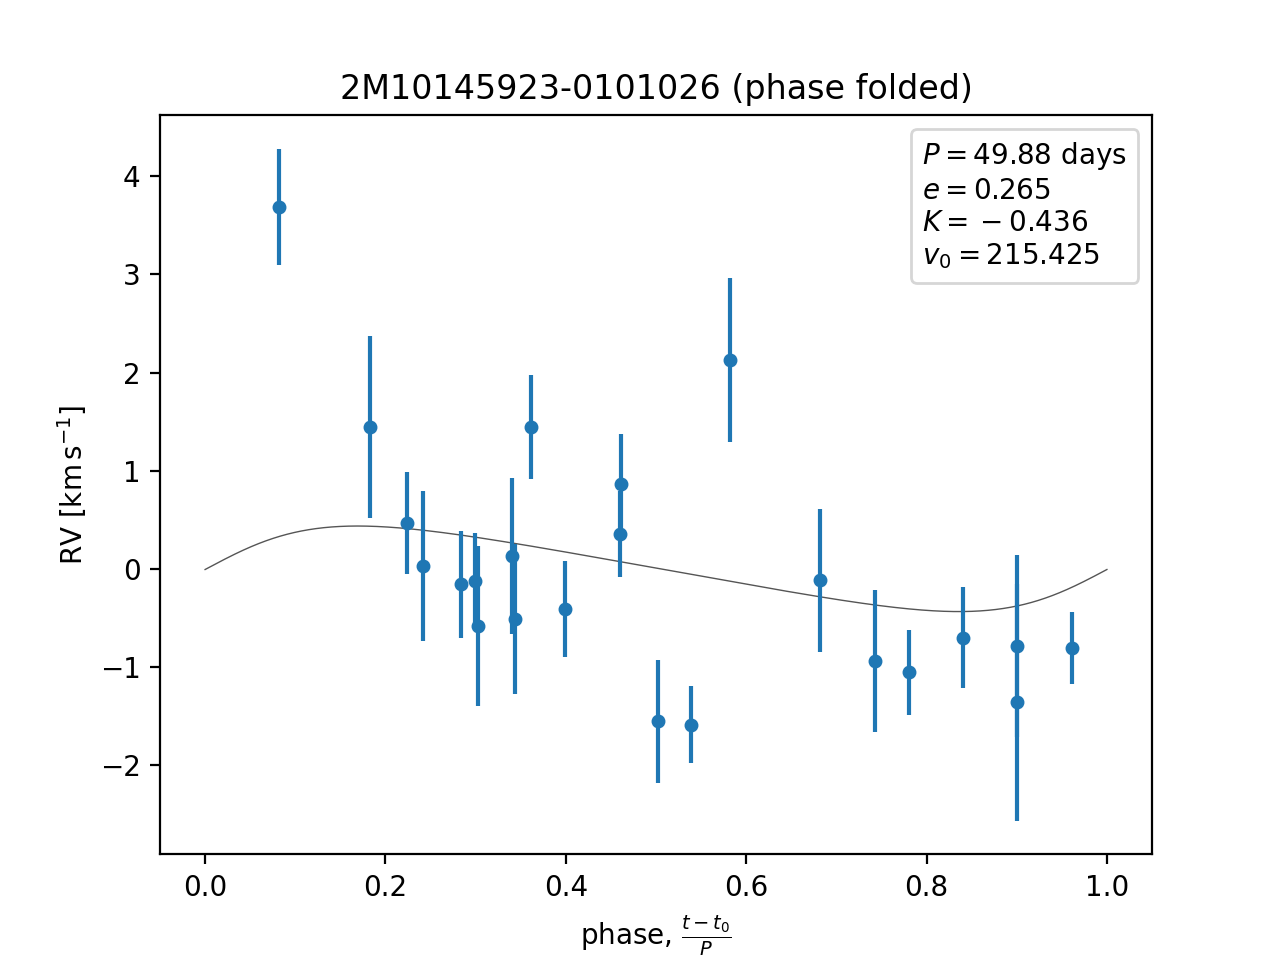 2M10145923-0101026 (phase folded)
P = 49.88 days
e = 0.265
K = −0.436
v₀ = 215.425
4
3
2
1
0
−1
−2
RV [km s⁻¹]
0.0 0.2 0.4 0.6 0.8 1.0
phase, (t − t₀)/P